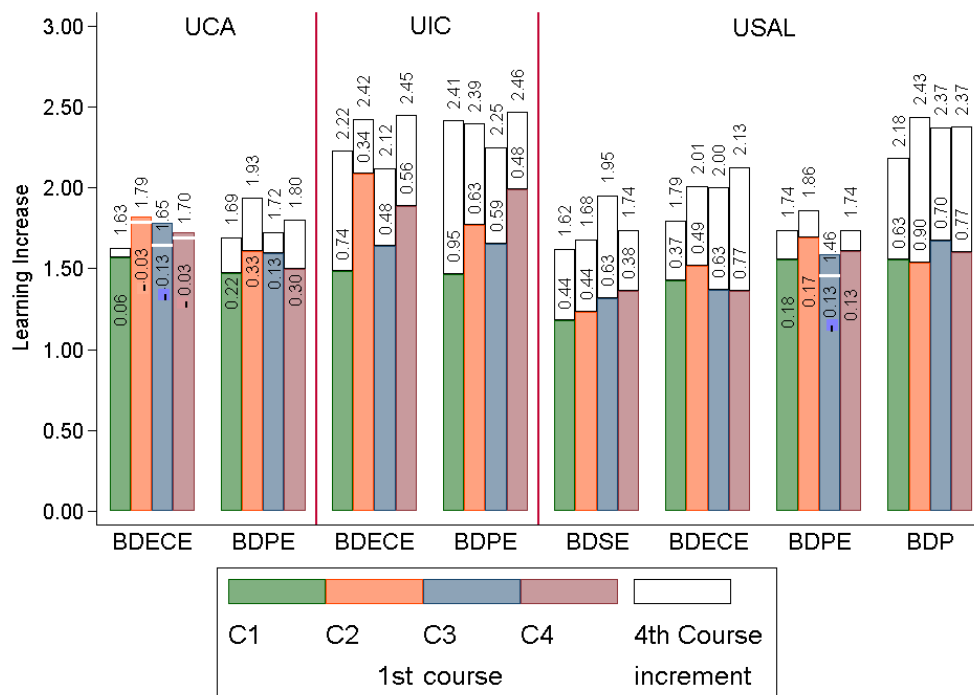 3.00
2.50
2.00
1.50
1.00
0.50
0.00
Learning Increase
UCA
UIC
USAL
1.63 1.79 1.65 1.70
0.06 -0.03 -0.13 -0.03
1.69 1.93 1.72 1.80
0.22 0.33 0.13 0.30
2.22 2.42 2.12 2.45
0.74 0.34 0.48 0.56
2.41 2.39 2.25 2.46
0.95 0.63 0.59 0.48
1.62 1.68 1.95 1.74
0.44 0.44 0.63 0.38
1.79 2.01 2.00 2.13
0.37 0.49 0.63 0.77
1.74 1.86 1.46 1.74
0.18 0.17 -0.13 0.13
2.18 2.43 2.37 2.37
0.63 0.90 0.70 0.77
BDECE BDPE BDECE BDPE BDSE BDECE BDPE BDP
C1 C2 C3 C4 4th Course
1st course increment